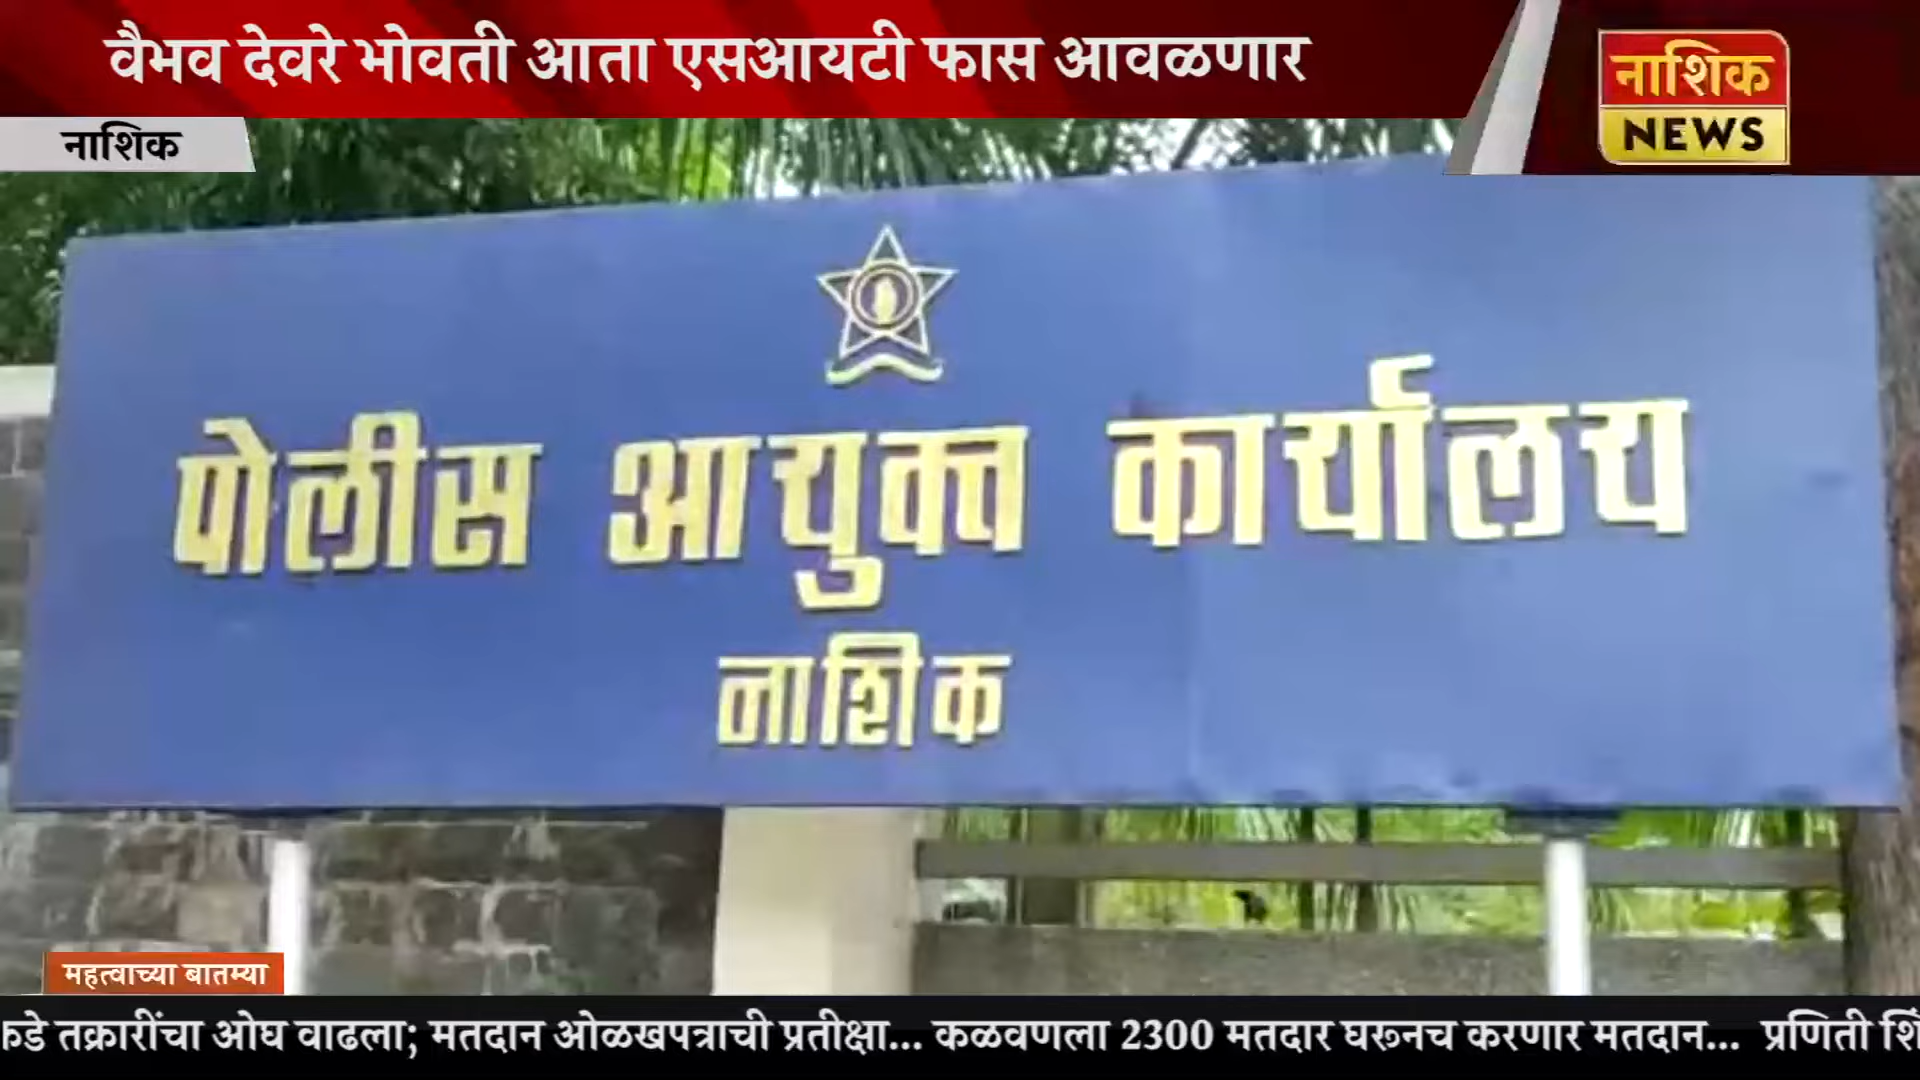 वैभव देवरे भोवती आता एसआयटी फास आवळणार
नाशिक
NEWS
नाशिक
पोलीस आयुक्त कार्यालय
नाशिक
महत्वाच्या बातम्या
तक्रारींचा ओघ वाढला; मतदान ओळखपत्राची प्रतीक्षा... कळवणला 2300 मतदार घरूनच करणार मतदान... प्रणिती